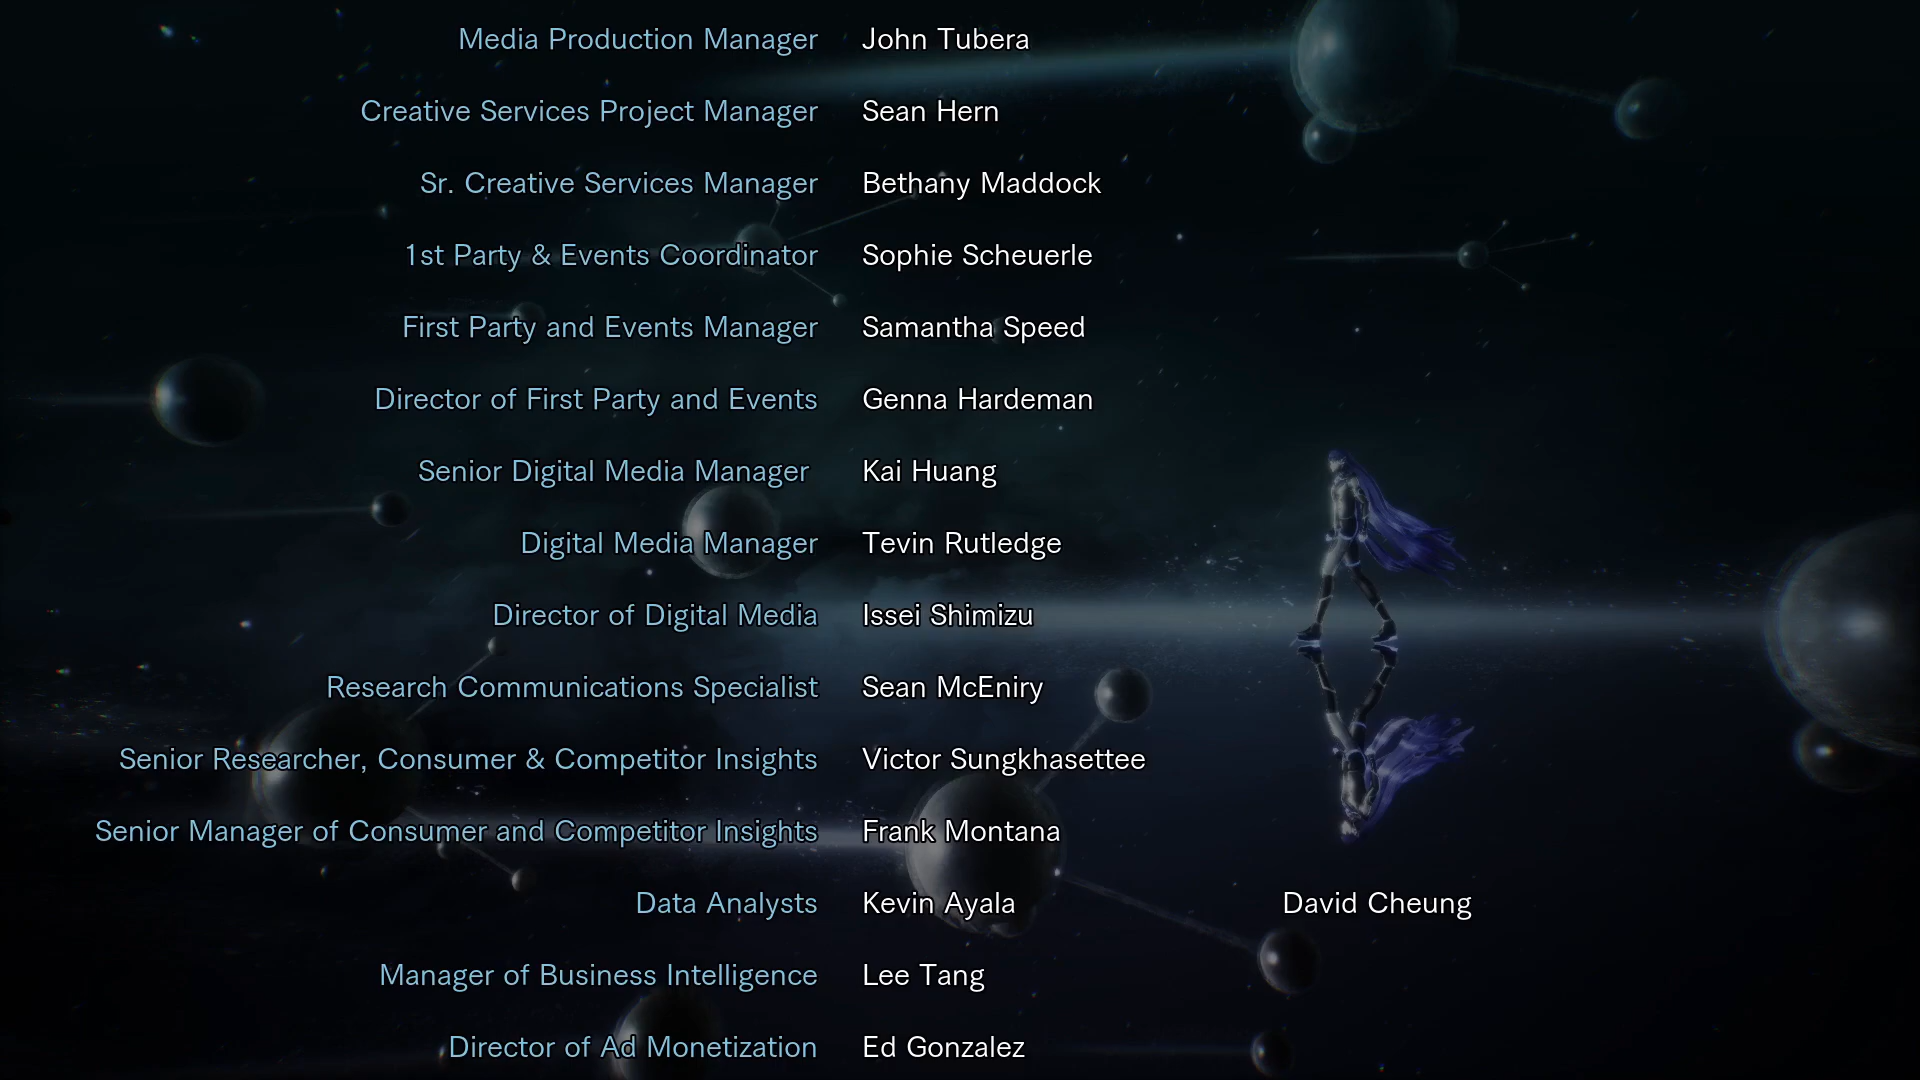 Media Production Manager John Tubera
Creative Services Project Manager Sean Hern
Sr. Creative Services Manager Bethany Maddock
1st Party & Events Coordinator Sophie Scheuerle
First Party and Events Manager Samantha Speed
Director of First Party and Events Genna Hardeman
Senior Digital Media Manager Kai Huang
Digital Media Manager Tevin Rutledge
Director of Digital Media Issei Shimizu
Research Communications Specialist Sean McEniry
Senior Researcher, Consumer & Competitor Insights Victor Sungkhasettee
Senior Manager of Consumer and Competitor Insights Frank Montana
Data Analysts Kevin Ayala David Cheung
Manager of Business Intelligence Lee Tang
Director of Ad Monetization Ed Gonzalez